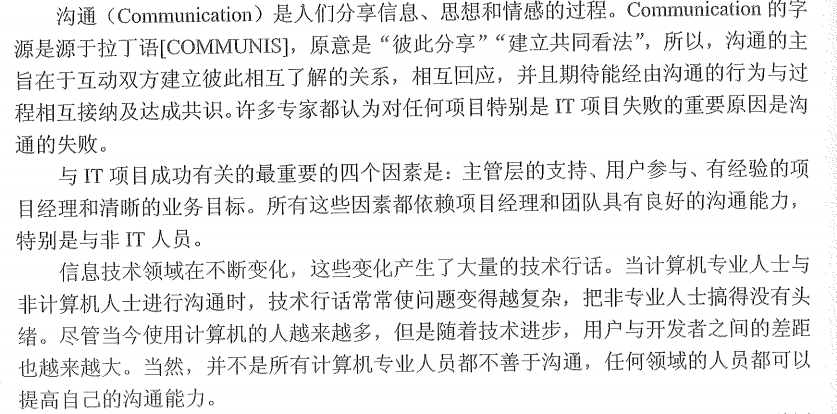 沟通（Communication）是人们分享信息、思想和情感的过程。Communication 的字
源是源于拉丁语[COMMUNIS]，原意是“彼此分享”“建立共同看法”，所以，沟通的主
旨在于互动双方建立彼此相互了解的关系，相互回应，并且期待能经由沟通的行为与过
程相互接纳及达成共识。许多专家都认为对任何项目特别是 IT 项目失败的重要原因是沟
通的失败。
与 IT 项目成功有关的最重要的四个因素是：主管层的支持、用户参与、有经验的项
目经理和清晰的业务目标。所有这些因素都依赖项目经理和团队具有良好的沟通能力，
特别是与非 IT 人员。
信息技术领域在不断变化，这些变化产生了大量的技术行话。当计算机专业人士与
非计算机人士进行沟通时，技术行话常常使问题变得越复杂，把非专业人士搞得没有头
绪。尽管当今使用计算机的人越来越多，但是随着技术进步，用户与开发者之间的差距
也越来越大。当然，并不是所有计算机专业人员都不善于沟通，任何领域的人员都可以
提高自己的沟通能力。